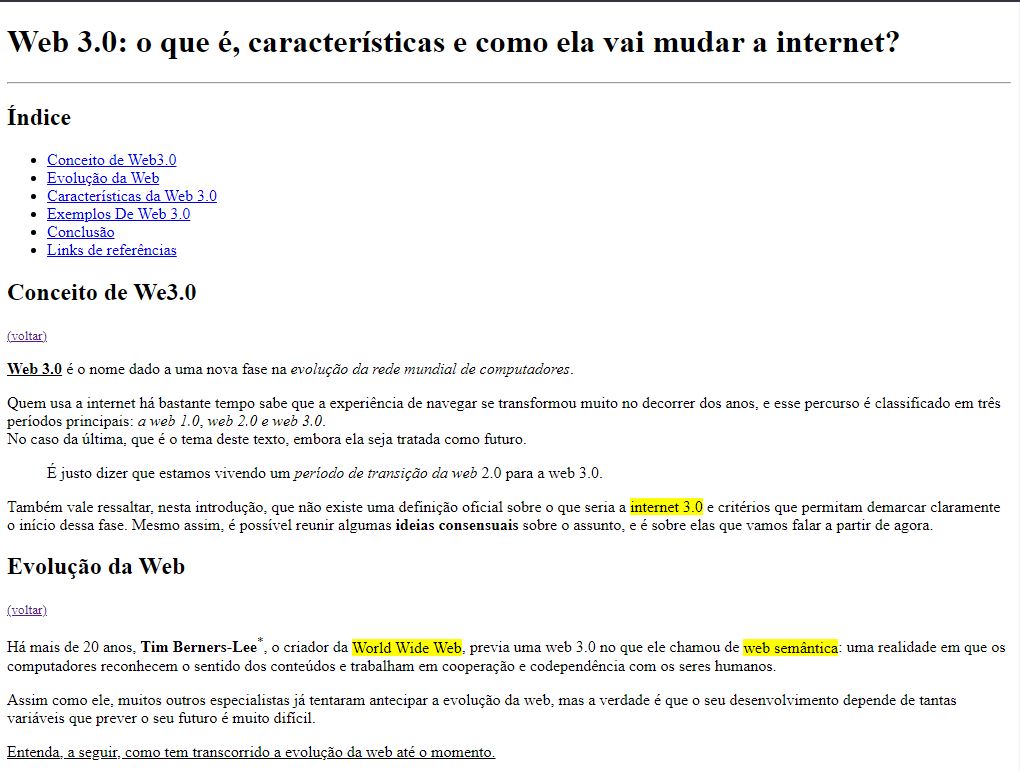 Web 3.0: o que é, características e como ela vai mudar a internet?
Índice
Conceito de Web3.0
Evolução da Web
Características da Web 3.0
Exemplos De Web 3.0
Conclusão
Links de referências
Conceito de We3.0
(voltar)
Web 3.0 é o nome dado a uma nova fase na evolução da rede mundial de computadores.
Quem usa a internet há bastante tempo sabe que a experiência de navegar se transformou muito no decorrer dos anos, e esse percurso é classificado em três
períodos principais: a web 1.0, web 2.0 e web 3.0.
No caso da última, que é o tema deste texto, embora ela seja tratada como futuro.
É justo dizer que estamos vivendo um período de transição da web 2.0 para a web 3.0.
Também vale ressaltar, nesta introdução, que não existe uma definição oficial sobre o que seria a internet 3.0 e critérios que permitam demarcar claramente
o início dessa fase. Mesmo assim, é possível reunir algumas ideias consensuais sobre o assunto, e é sobre elas que vamos falar a partir de agora.
Evolução da Web
(voltar)
Há mais de 20 anos, Tim Berners-Lee*, o criador da World Wide Web, previa uma web 3.0 no que ele chamou de web semântica: uma realidade em que os
computadores reconhecem o sentido dos conteúdos e trabalham em cooperação e codependência com os seres humanos.
Assim como ele, muitos outros especialistas já tentaram antecipar a evolução da web, mas a verdade é que o seu desenvolvimento depende de tantas
variáveis que prever o seu futuro é muito difícil.
Entenda, a seguir, como tem transcorrido a evolução da web até o momento.